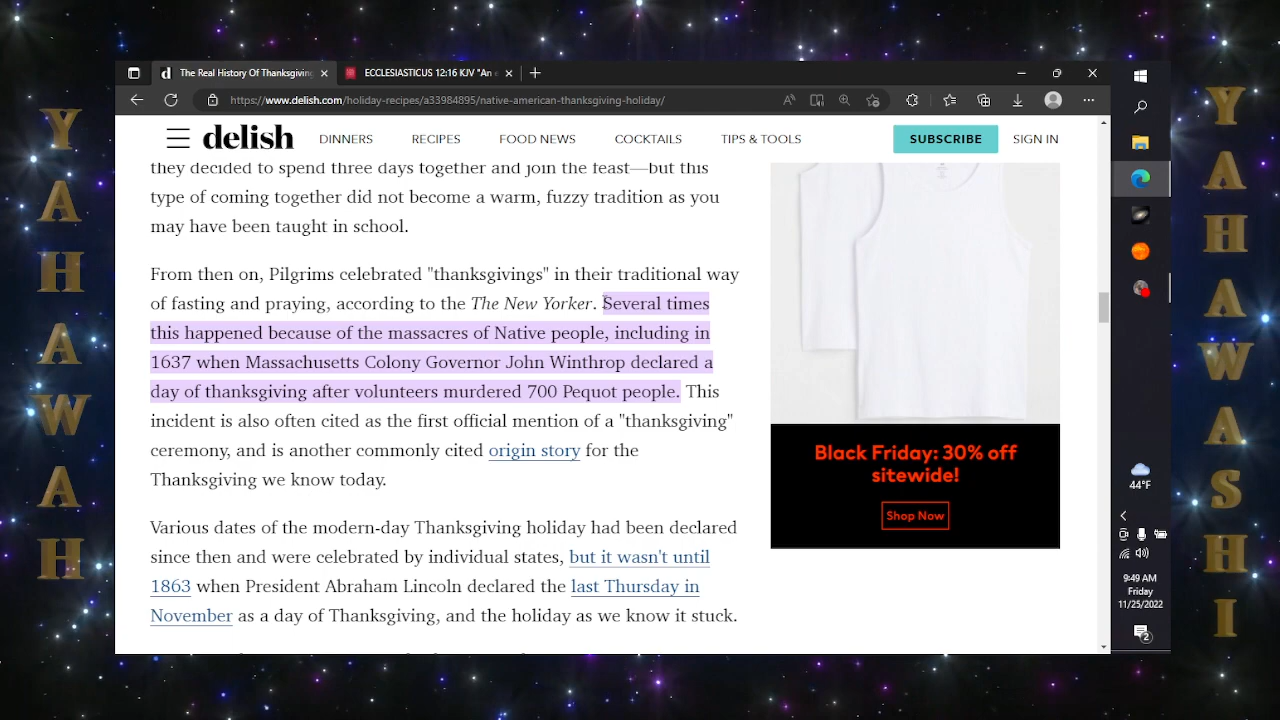 YAHAWAH
The Real History Of Thanksgiving
ECCLESIASTICUS 12:16 KJV "An e
https://www.delish.com/holiday-recipes/a33984895/native-american-thanksgiving-holiday/
delish
DINNERS
RECIPES
FOOD NEWS
COCKTAILS
TIPS & TOOLS
SUBSCRIBE
SIGN IN
they decided to spend three days together and join the feast—but this
type of coming together did not become a warm, fuzzy tradition as you
may have been taught in school.
From then on, Pilgrims celebrated "thanksgivings" in their traditional way
of fasting and praying, according to the The New Yorker. Several times
this happened because of the massacres of Native people, including in
1637 when Massachusetts Colony Governor John Winthrop declared a
day of thanksgiving after volunteers murdered 700 Pequot people. This
incident is also often cited as the first official mention of a "thanksgiving"
ceremony, and is another commonly cited origin story for the
Thanksgiving we know today.
Various dates of the modern-day Thanksgiving holiday had been declared
since then and were celebrated by individual states, but it wasn't until
1863 when President Abraham Lincoln declared the last Thursday in
November as a day of Thanksgiving, and the holiday as we know it stuck.
Black Friday: 30% off
sitewide!
Shop Now
44°F
9:49 AM
Friday
11/25/2022
2
YAHAWASHI